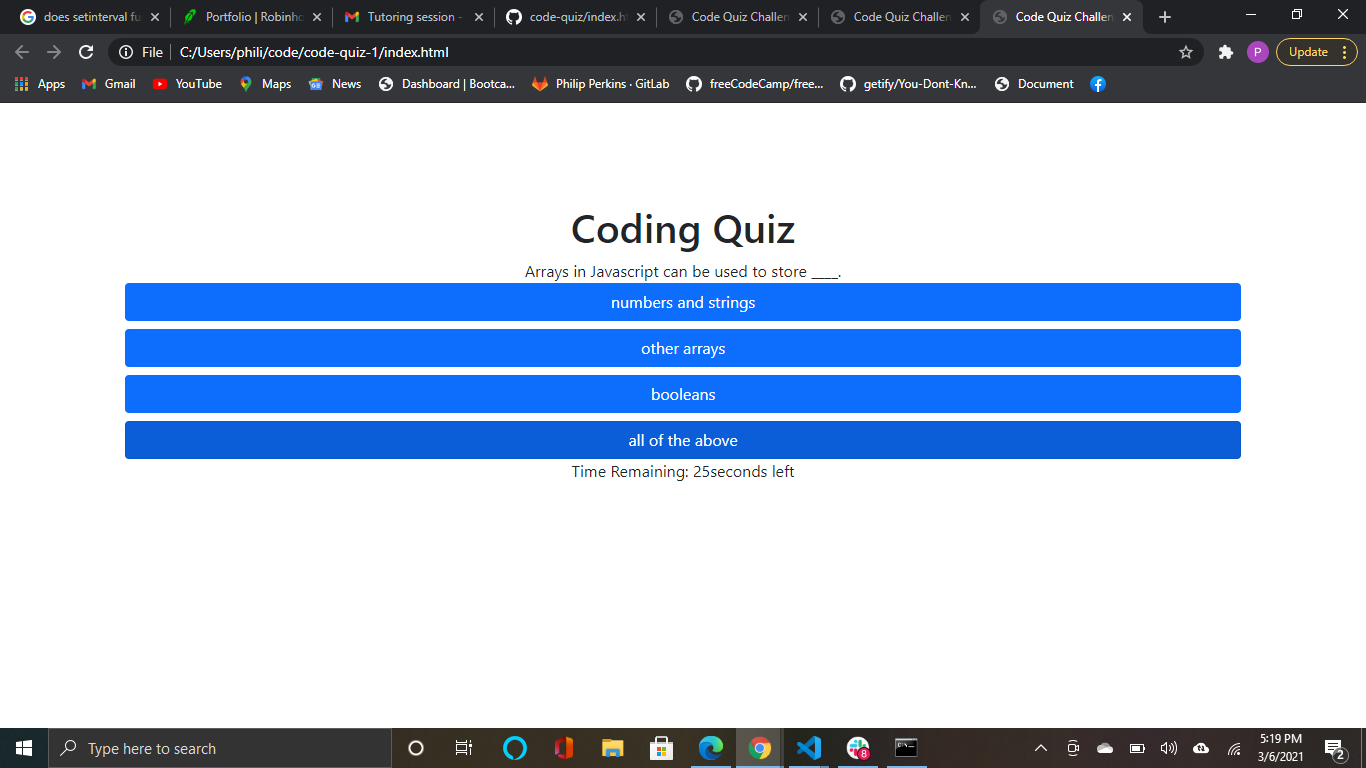 does setinterval fu
Portfolio | Robinho
Tutoring session -
code-quiz/index.ht
Code Quiz Challen
Code Quiz Challen
Code Quiz Challen
File
C:/Users/phili/code/code-quiz-1/index.html
P
Update
Apps
Gmail
YouTube
Maps
News
Dashboard | Bootca...
Philip Perkins · GitLab
freeCodeCamp/free...
getify/You-Dont-Kn...
Document
Coding Quiz
Arrays in Javascript can be used to store ____.
numbers and strings
other arrays
booleans
all of the above
Time Remaining: 25seconds left
Type here to search
8
5:19 PM
3/6/2021
2